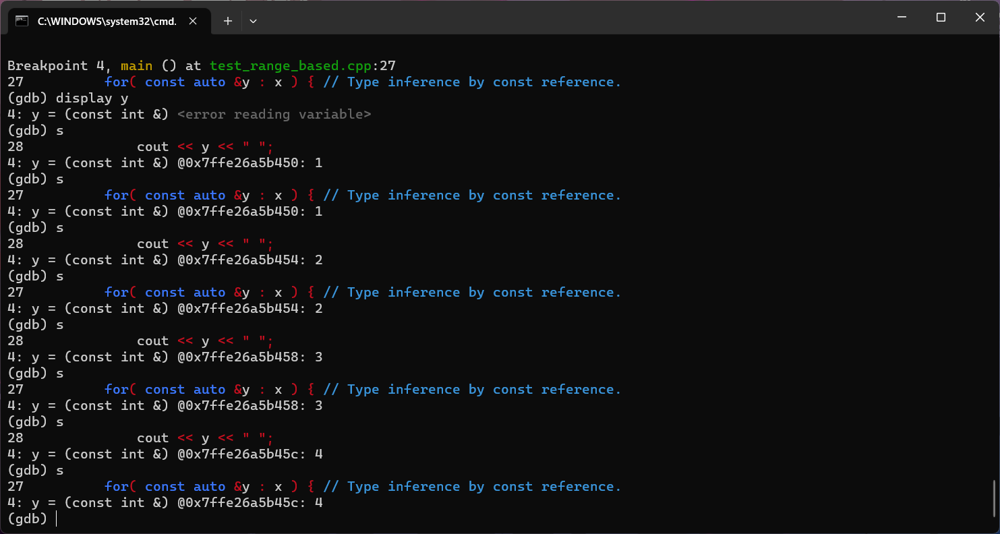 C:\WINDOWS\system32\cmd.
Breakpoint 4, main () at test_range_based.cpp:27
27          for( const auto &y : x ) { // Type inference by const reference.
(gdb) display y
4: y = (const int &) <error reading variable>
(gdb) s
28              cout << y << " ";
4: y = (const int &) @0x7ffe26a5b450: 1
(gdb) s
27          for( const auto &y : x ) { // Type inference by const reference.
4: y = (const int &) @0x7ffe26a5b450: 1
(gdb) s
28              cout << y << " ";
4: y = (const int &) @0x7ffe26a5b454: 2
(gdb) s
27          for( const auto &y : x ) { // Type inference by const reference.
4: y = (const int &) @0x7ffe26a5b454: 2
(gdb) s
28              cout << y << " ";
4: y = (const int &) @0x7ffe26a5b458: 3
(gdb) s
27          for( const auto &y : x ) { // Type inference by const reference.
4: y = (const int &) @0x7ffe26a5b458: 3
(gdb) s
28              cout << y << " ";
4: y = (const int &) @0x7ffe26a5b45c: 4
(gdb) s
27          for( const auto &y : x ) { // Type inference by const reference.
4: y = (const int &) @0x7ffe26a5b45c: 4
(gdb)